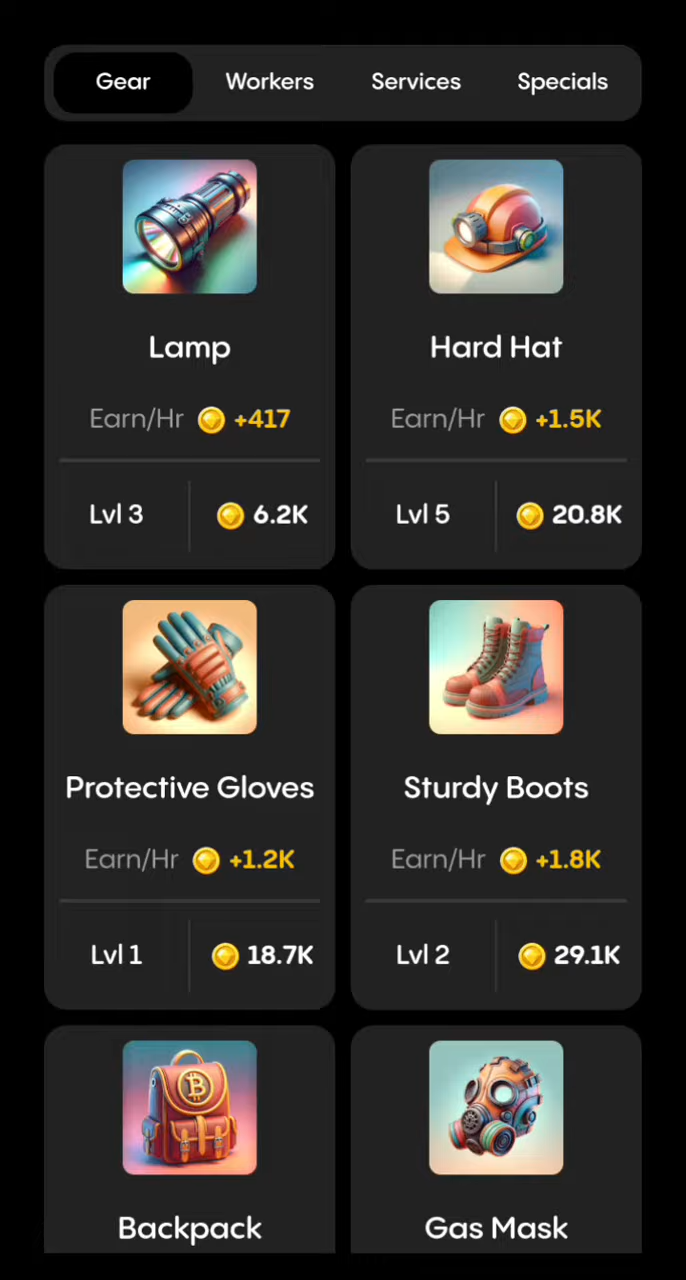 Gear Workers Services Specials
Lamp
Earn/Hr +417
Lvl 3 6.2K
Hard Hat
Earn/Hr +1.5K
Lvl 5 20.8K
Protective Gloves
Earn/Hr +1.2K
Lvl 1 18.7K
Sturdy Boots
Earn/Hr +1.8K
Lvl 2 29.1K
Backpack
Gas Mask